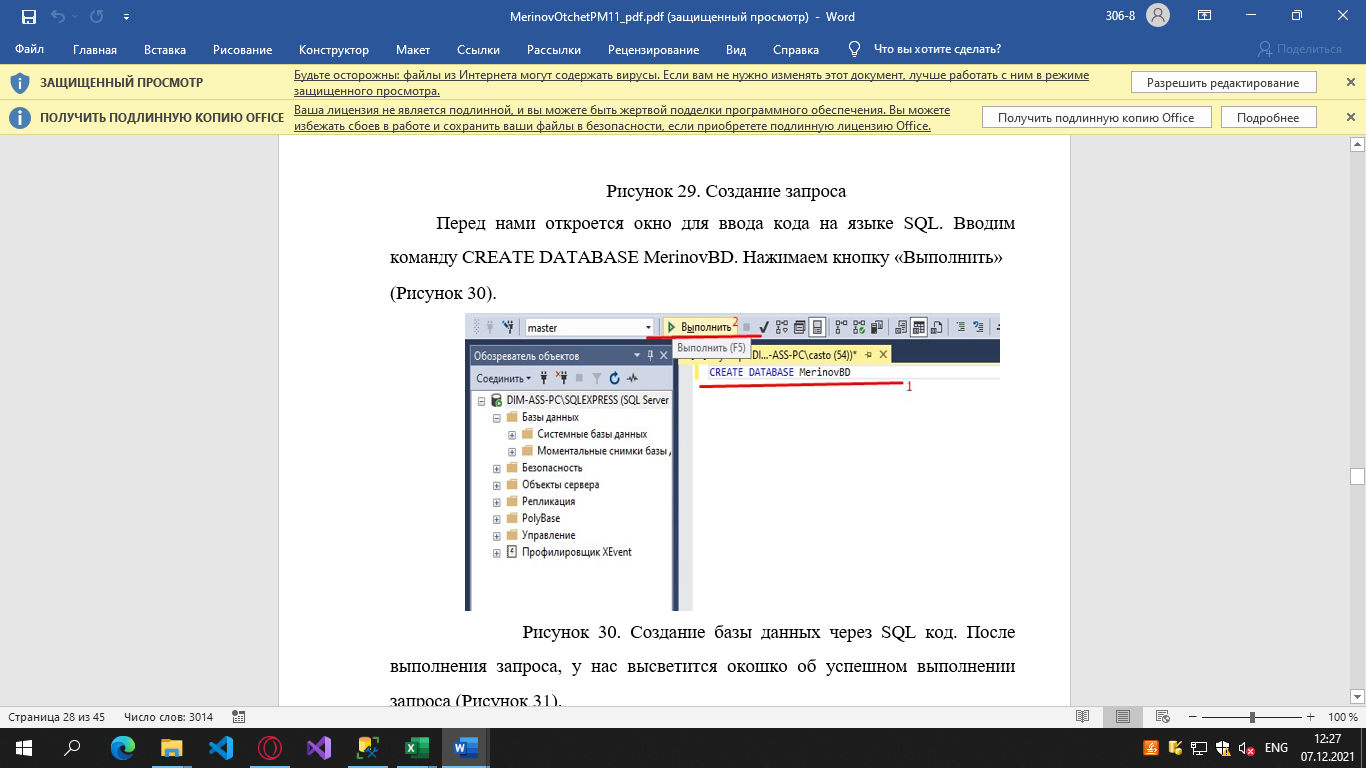 MerinovOtchetPM11_pdf.pdf (защищенный просмотр) - Word
306-8
Файл Главная Вставка Рисование Конструктор Макет Ссылки Рассылки Рецензирование Вид Справка Что вы хотите сделать? Поделиться
ЗАЩИЩЕННЫЙ ПРОСМОТР
Будьте осторожны: файлы из Интернета могут содержать вирусы. Если вам не нужно изменять этот документ, лучше работать с ним в режиме
защищенного просмотра.
Разрешить редактирование
ПОЛУЧИТЬ ПОДЛИННУЮ КОПИЮ OFFICE
Ваша лицензия не является подлинной, и вы можете быть жертвой подделки программного обеспечения. Вы можете
избежать сбоев в работе и сохранить ваши файлы в безопасности, если приобретете подлинную лицензию Office.
Получить подлинную копию Office
Подробнее
Рисунок 29. Создание запроса
Перед нами откроется окно для ввода кода на языке SQL. Вводим
команду CREATE DATABASE MerinovBD. Нажимаем кнопку «Выполнить»
(Рисунок 30).
master
Выполнить 2
Выполнить (F5)
DI...-ASS-PC\casto (54))*
Обозреватель объектов
CREATE DATABASE MerinovBD
1
Соединить
DIM-ASS-PC\SQLEXPRESS (SQL Server
Базы данных
Системные базы данных
Моментальные снимки базы
Безопасность
Объекты сервера
Репликация
PolyBase
Управление
Профилировщик XEvent
Рисунок 30. Создание базы данных через SQL код. После
выполнения запроса, у нас высветится окошко об успешном выполнении
запроса (Рисунок 31).
Страница 28 из 45 Число слов: 3014
100 %
ENG
12:27
07.12.2021